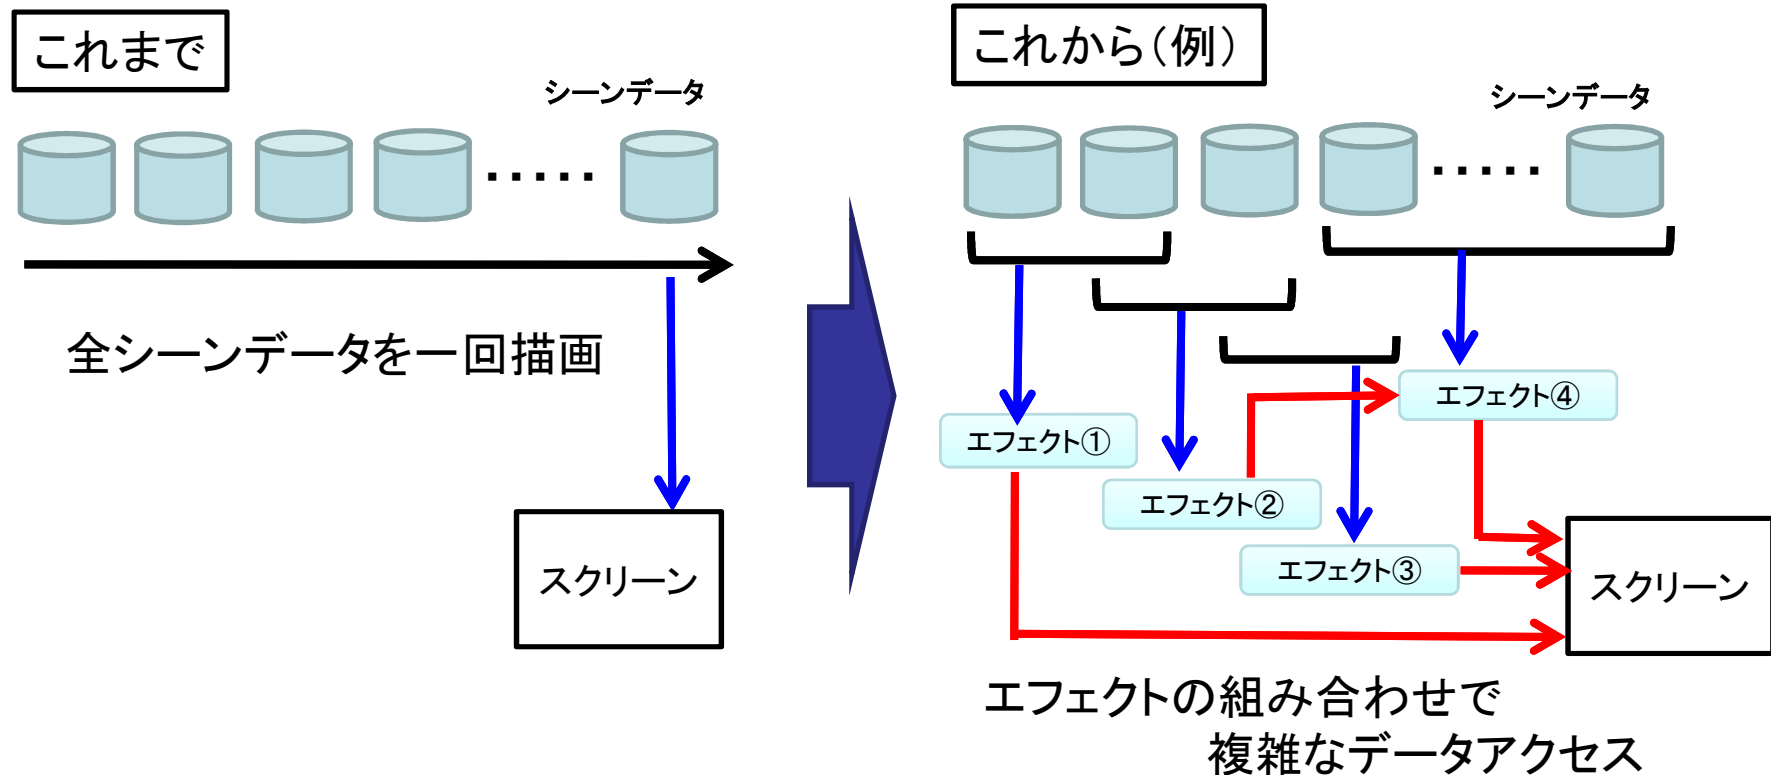 これまで
シーンデータ
・・・・・
全シーンデータを一回描画
スクリーン
これから（例）
シーンデータ
・・・・・
エフェクト④
エフェクト①
エフェクト②
エフェクト③
スクリーン
エフェクトの組み合わせで
複雑なデータアクセス